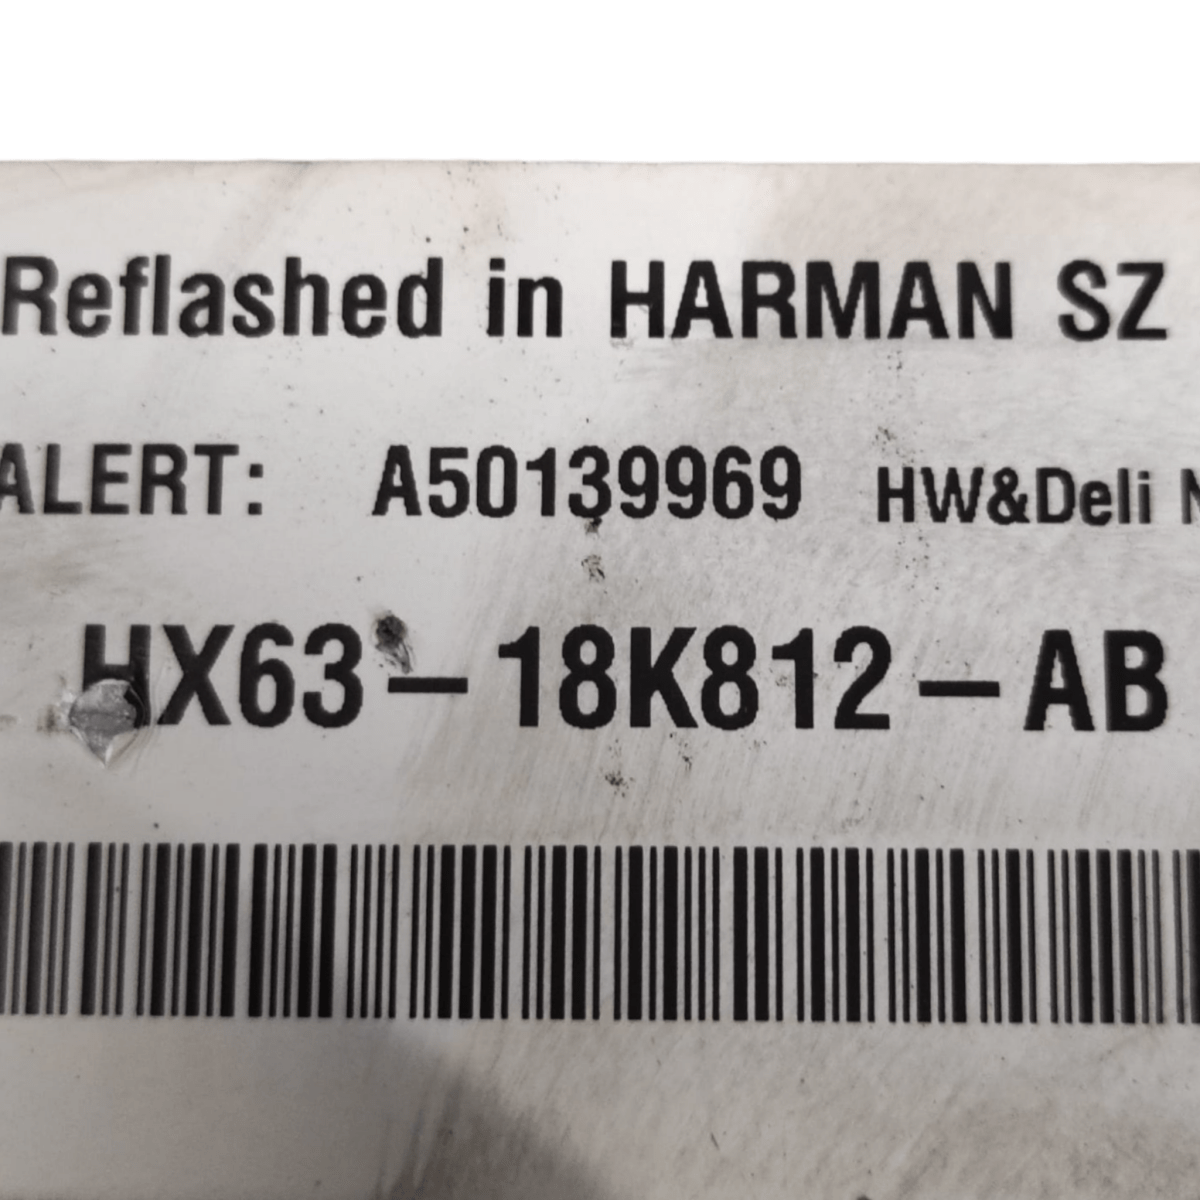 Reflashed in HARMAN SZ
ALERT: A50139969 HW&Deli
HX63-18K812-AB